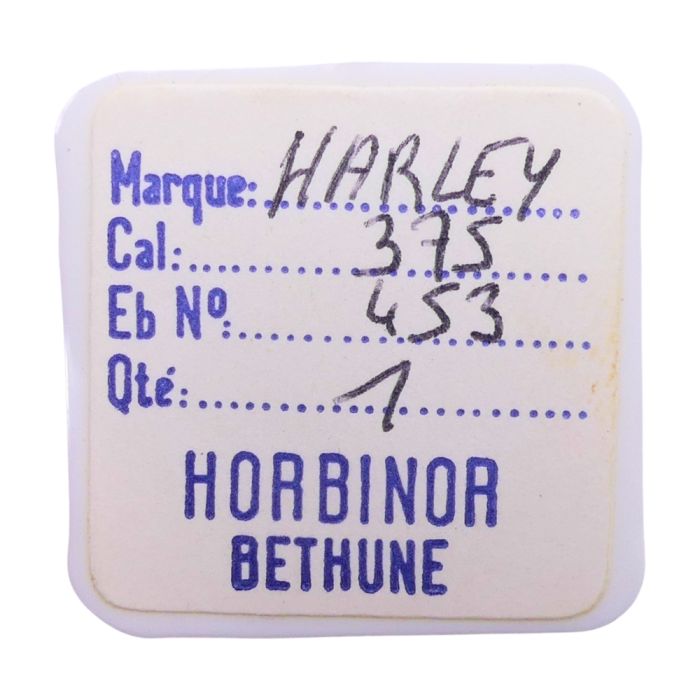 Marque: HARLEY
Cal: 375
Eb Nº: 453
Qté: 1
HORBINOR
BETHUNE